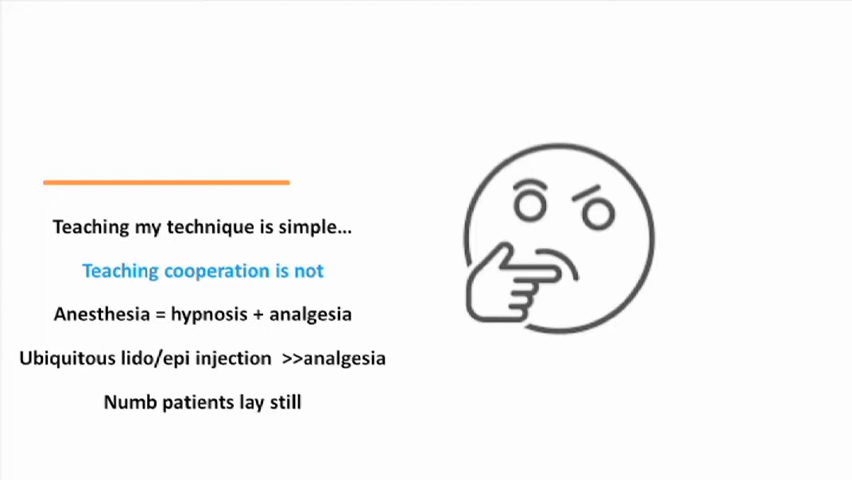 Teaching my technique is simple...
Teaching cooperation is not
Anesthesia = hypnosis + analgesia
Ubiquitous lido/epi injection >>analgesia
Numb patients lay still